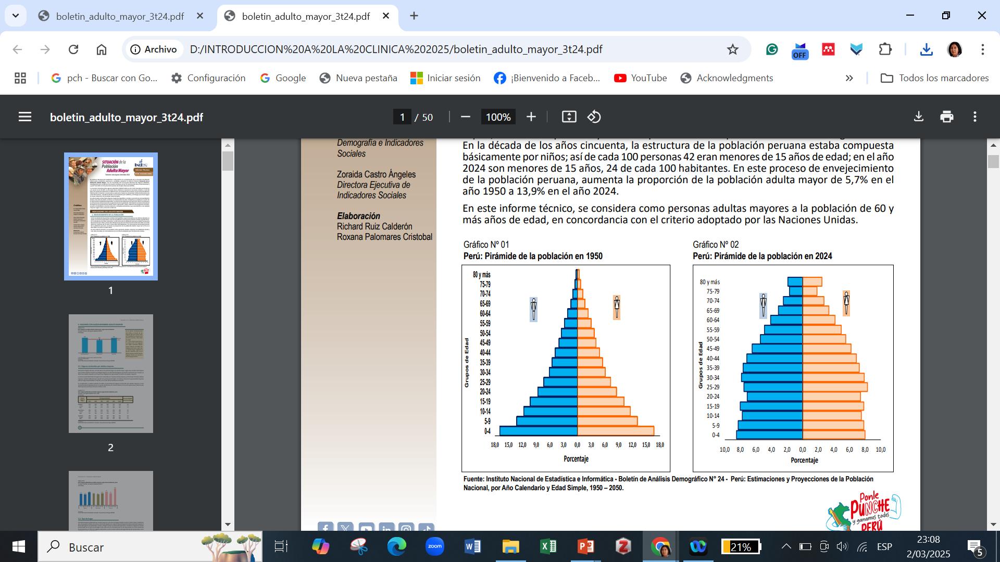 boletin_adulto_mayor_3t24.pdf
boletin_adulto_mayor_3t24.pdf
Archivo
D:/INTRODUCCION%20A%20LA%20CLINICA%202025/boletin_adulto_mayor_3t24.pdf
OFF
pch - Buscar con Go...
Configuración
Google
Nueva pestaña
Iniciar sesión
¡Bienvenido a Faceb...
YouTube
Acknowledgments
Todos los marcadores
boletin_adulto_mayor_3t24.pdf
1 / 50
100%
SITUACIÓN de la
Población
Adulta Mayor
1
2
Demografía e Indicadores
Sociales
Zoraida Castro Ángeles
Directora Ejecutiva de
Indicadores Sociales
Elaboración
Richard Ruiz Calderón
Roxana Palomares Cristobal
En la década de los años cincuenta, la estructura de la población peruana estaba compuesta
básicamente por niños; así de cada 100 personas 42 eran menores de 15 años de edad; en el año
2024 son menores de 15 años, 24 de cada 100 habitantes. En este proceso de envejecimiento
de la población peruana, aumenta la proporción de la población adulta mayor de 5,7% en el
año 1950 a 13,9% en el año 2024.
En este informe técnico, se considera como personas adultas mayores a la población de 60 y
más años de edad, en concordancia con el criterio adoptado por las Naciones Unidas.
Gráfico Nº 01
Perú: Pirámide de la población en 1950
80 y más
75-79
70-74
65-69
60-64
55-59
50-54
45-49
40-44
35-39
30-34
25-29
20-24
15-19
10-14
5-9
0-4
Grupos de Edad
18,0 15,0 12,0 9,0 6,0 3,0 0,0 3,0 6,0 9,0 12,0 15,0 18,0
Porcentaje
Gráfico Nº 02
Perú: Pirámide de la población en 2024
80 y más
75-79
70-74
65-69
60-64
55-59
50-54
45-49
40-44
35-39
30-34
25-29
20-24
15-19
10-14
5-9
0-4
Grupos de Edad
10,0 8,0 6,0 4,0 2,0 0,0 2,0 4,0 6,0 8,0 10,0
Porcentaje
Fuente: Instituto Nacional de Estadística e Informática - Boletín de Análisis Demográfico N° 24 - Perú: Estimaciones y Proyecciones de la Población
Nacional, por Año Calendario y Edad Simple, 1950 – 2050.
Ponle
PUNCHE
y ganamos todos
PERÚ
Buscar
zoom
21%
ESP
23:08
2/03/2025
5